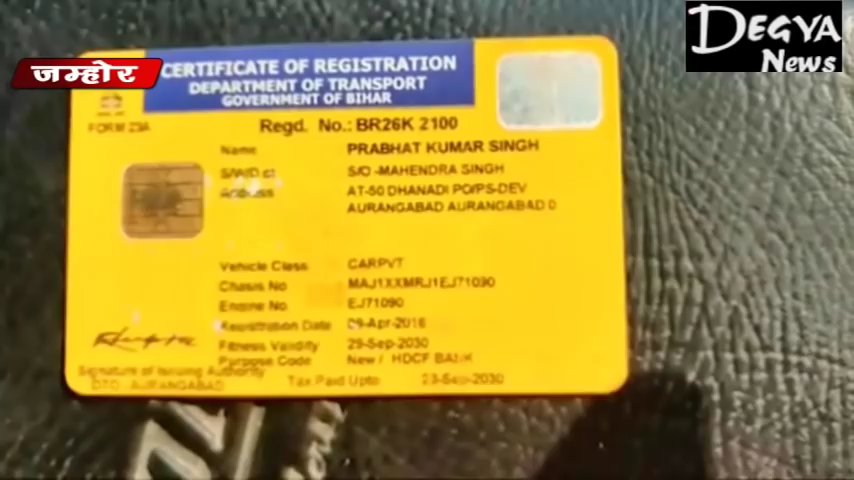 DEGYA
News
जम्होर
CERTIFICATE OF REGISTRATION
DEPARTMENT OF TRANSPORT
GOVERNMENT OF BIHAR
FORM 23A
Regd. No.: BR26K 2100
Name PRABHAT KUMAR SINGH
S/W/D of S/O -MAHENDRA SINGH
Address AT-50 DHANADI PO/PS-DEV
AURANGABAD AURANGABAD 0
Vehicle Class CARPVT
Chasis No MAJ1XXMRJ1EJ71090
Engine No EJ71090
Registration Date 09-Apr-2016
Fitness Validity 29-Sep-2030
Purpose Code New / HDCF BANK
Signature of Issuing Authority
DTO, AURANGABAD Tax Paid Upto 23-Sep-2030